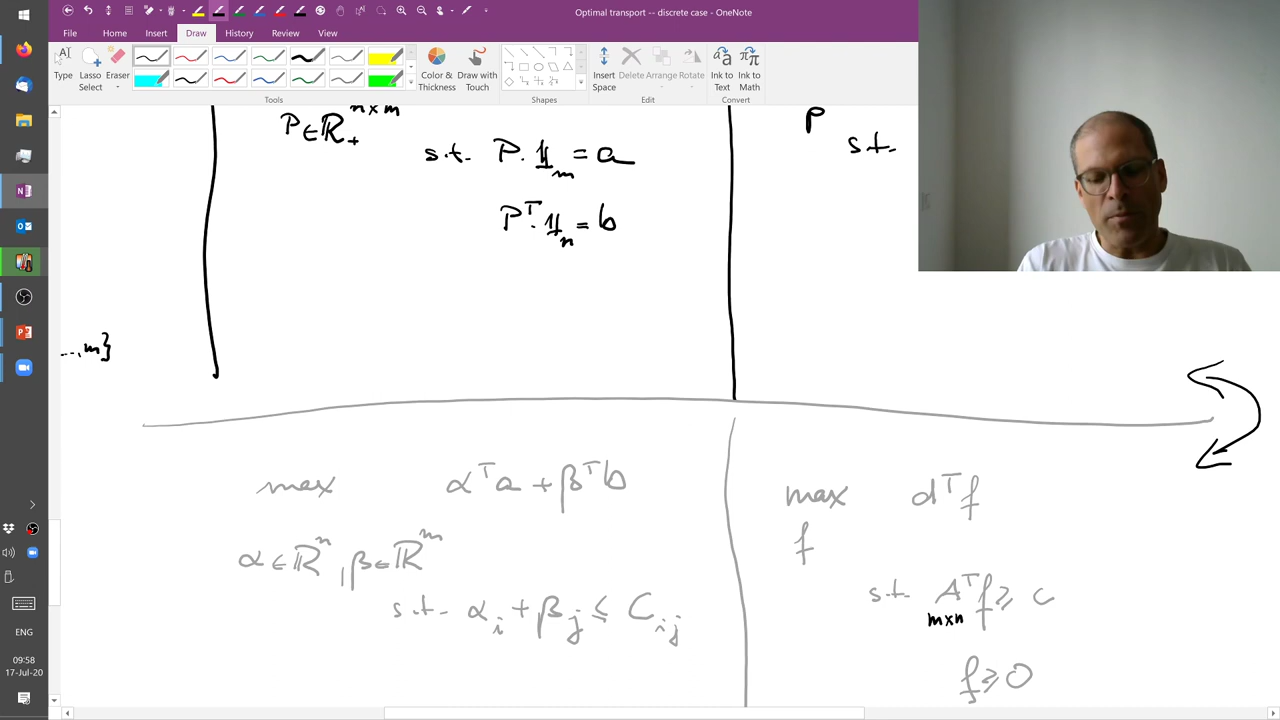 Optimal transport -- discrete case - OneNote
File Home Insert Draw History Review View
Type
Lasso Select
Eraser
Color & Thickness
Draw with Touch
Insert Space
Delete
Arrange
Rotate
Ink to Text
Ink to Math
Tools
Shapes
Edit
Convert
P∈ℝ₊ⁿˣᵐ
s.t. P·𝟙ₘ = a
Pᵀ·𝟙ₙ = b
P
s.t.
...,m}
max αᵀa + βᵀb
α∈ℝⁿ, β∈ℝᵐ
s.t. αᵢ + βⱼ ≤ Cᵢⱼ
max dᵀf
f
s.t. Aᵀf ≥ c
m×n
f ≥ 0
ENG
09:58
17-Jul-20